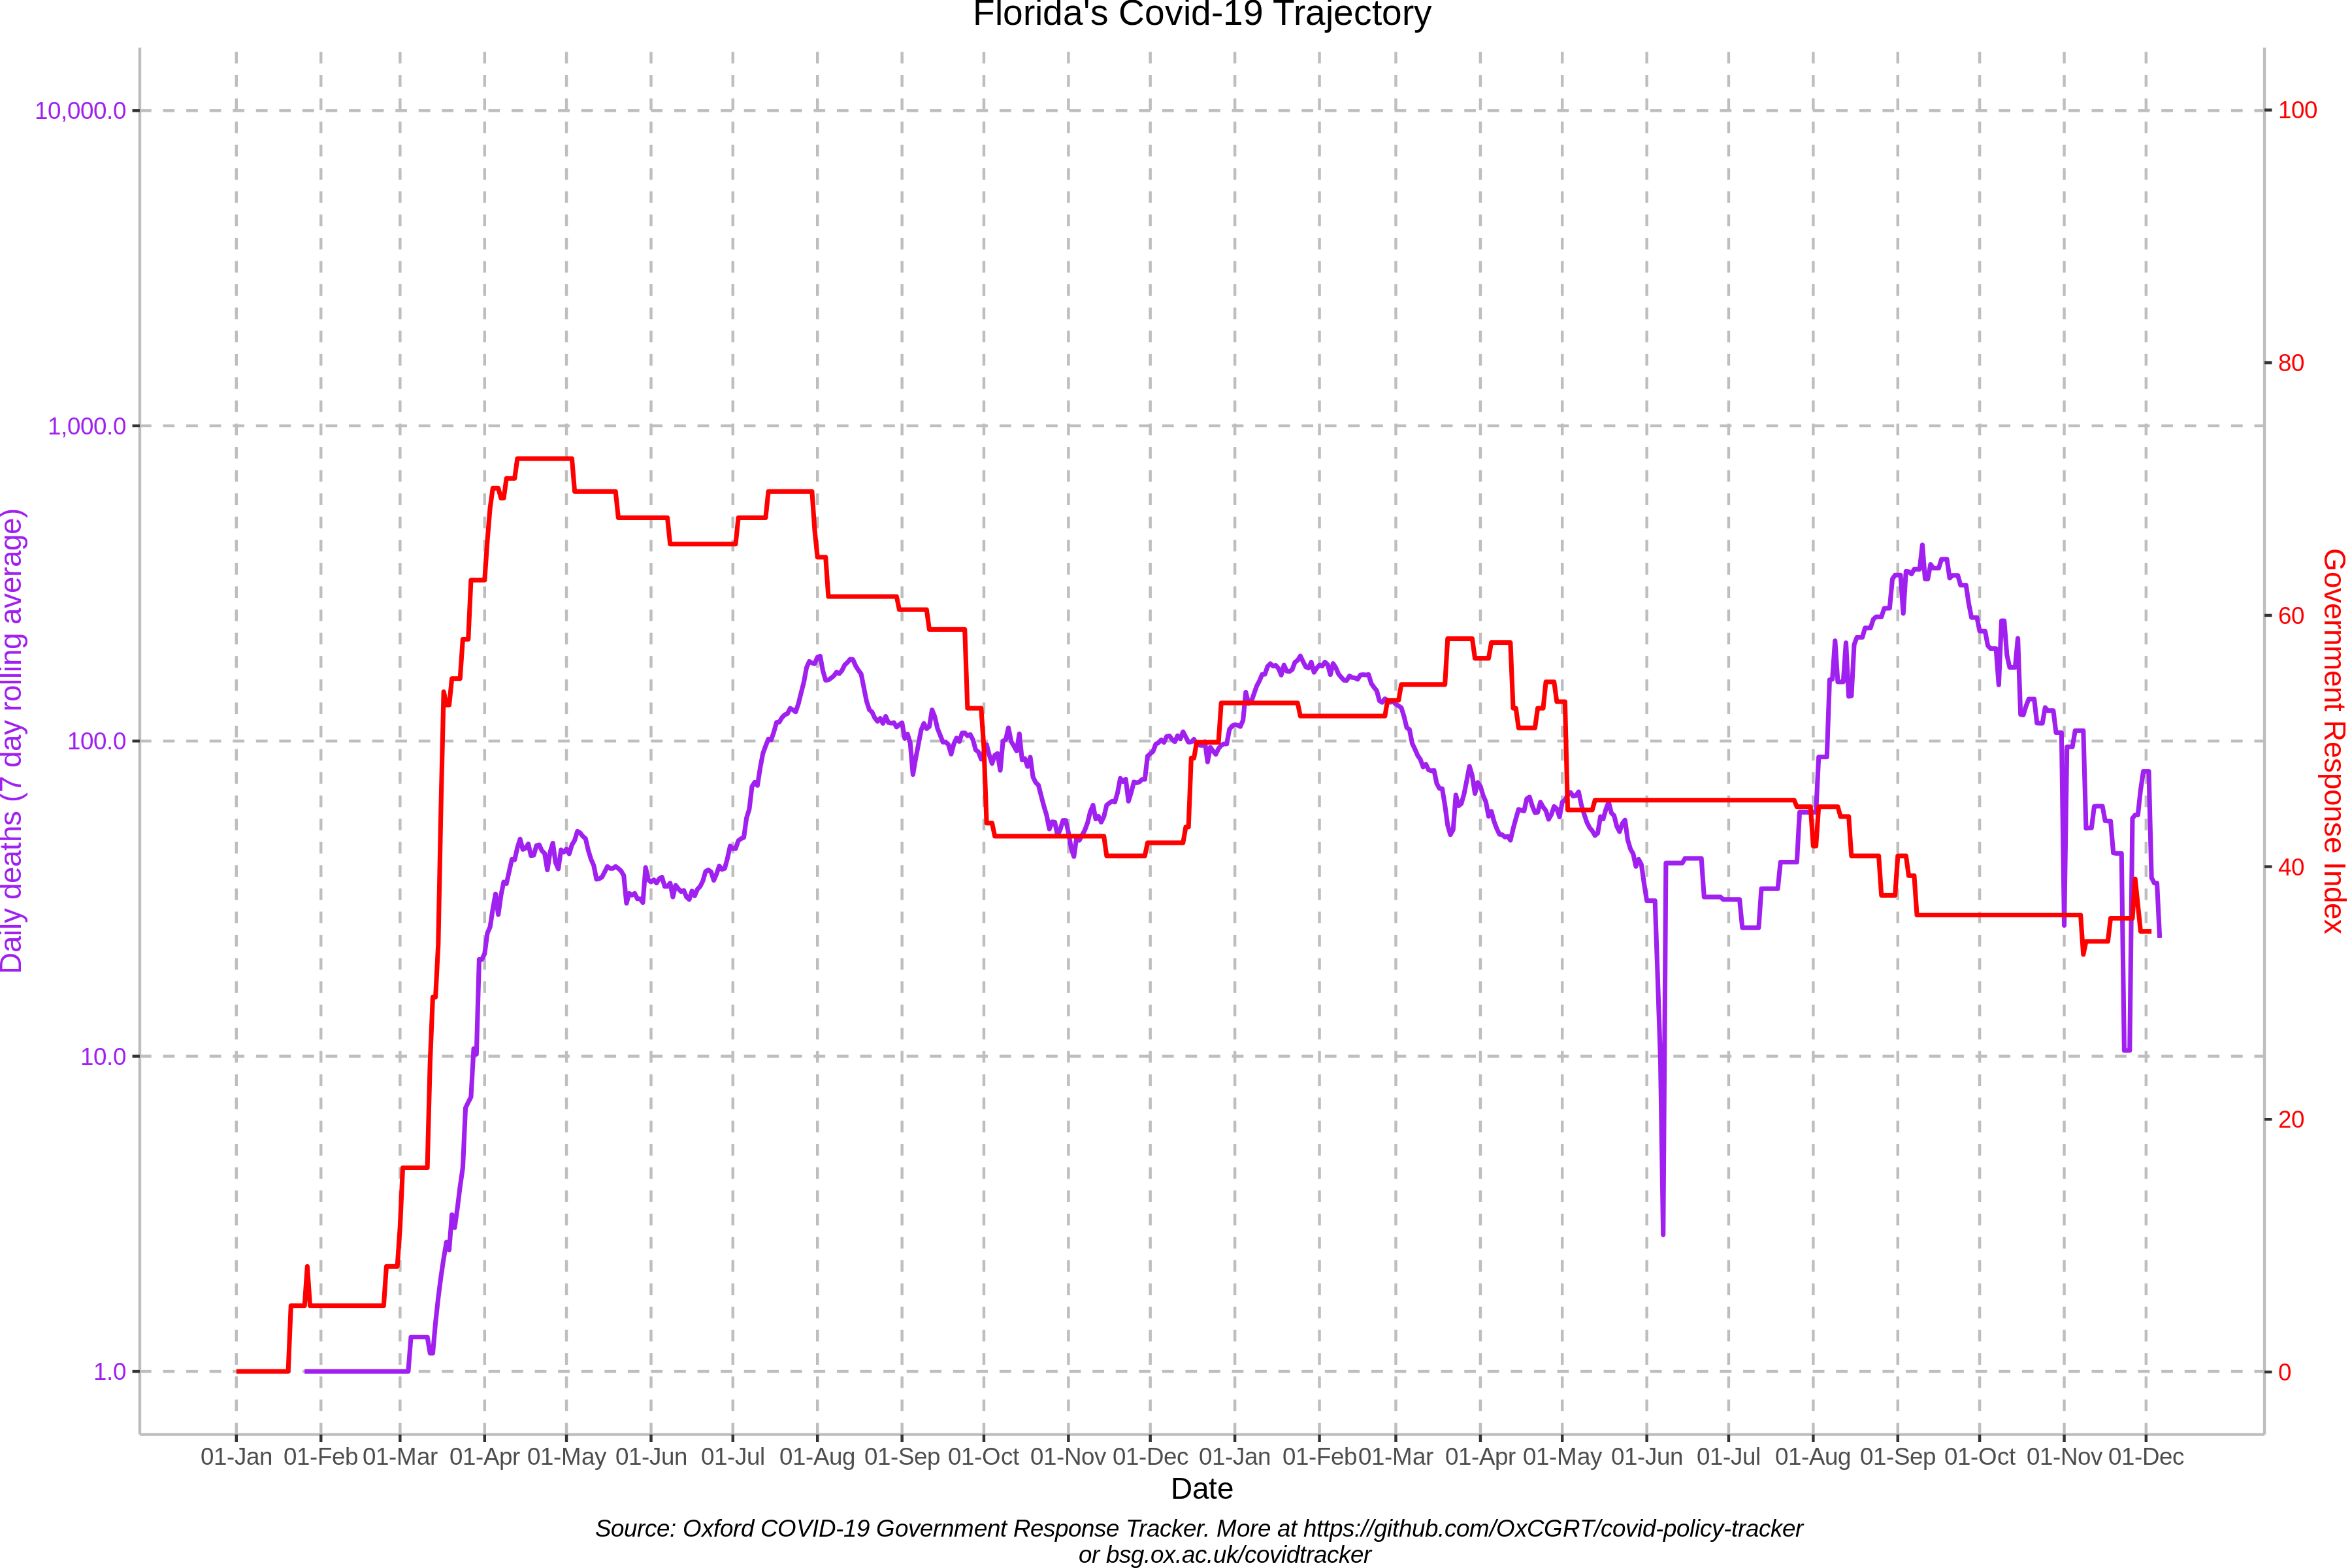 Florida's Covid-19 Trajectory
10,000.0
1,000.0
100.0
10.0
1.0
Daily deaths (7 day rolling average)
100
80
60
40
20
0
Government Response Index
01-Jan 01-Feb 01-Mar 01-Apr 01-May 01-Jun 01-Jul 01-Aug 01-Sep 01-Oct 01-Nov 01-Dec 01-Jan 01-Feb 01-Mar 01-Apr 01-May 01-Jun 01-Jul 01-Aug 01-Sep 01-Oct 01-Nov 01-Dec
Date
Source: Oxford COVID-19 Government Response Tracker. More at https://github.com/OxCGRT/covid-policy-tracker
or bsg.ox.ac.uk/covidtracker